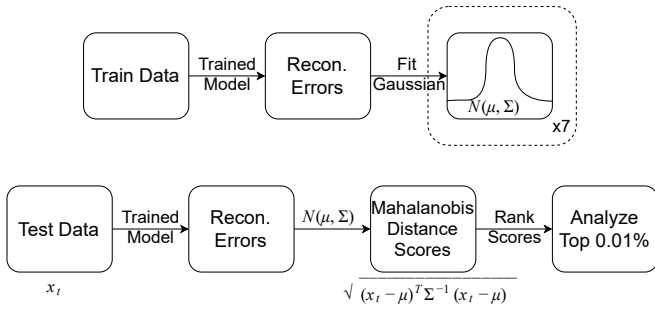 Train Data
Trained
Model
Recon.
Errors
Fit
Gaussian
N(μ, Σ)
x7
Test Data
Trained
Model
Recon.
Errors
N(μ, Σ)
Mahalanobis
Distance
Scores
Rank
Scores
Analyze
Top 0.01%
x_t
√(x_t − μ)^T Σ^−1 (x_t − μ)